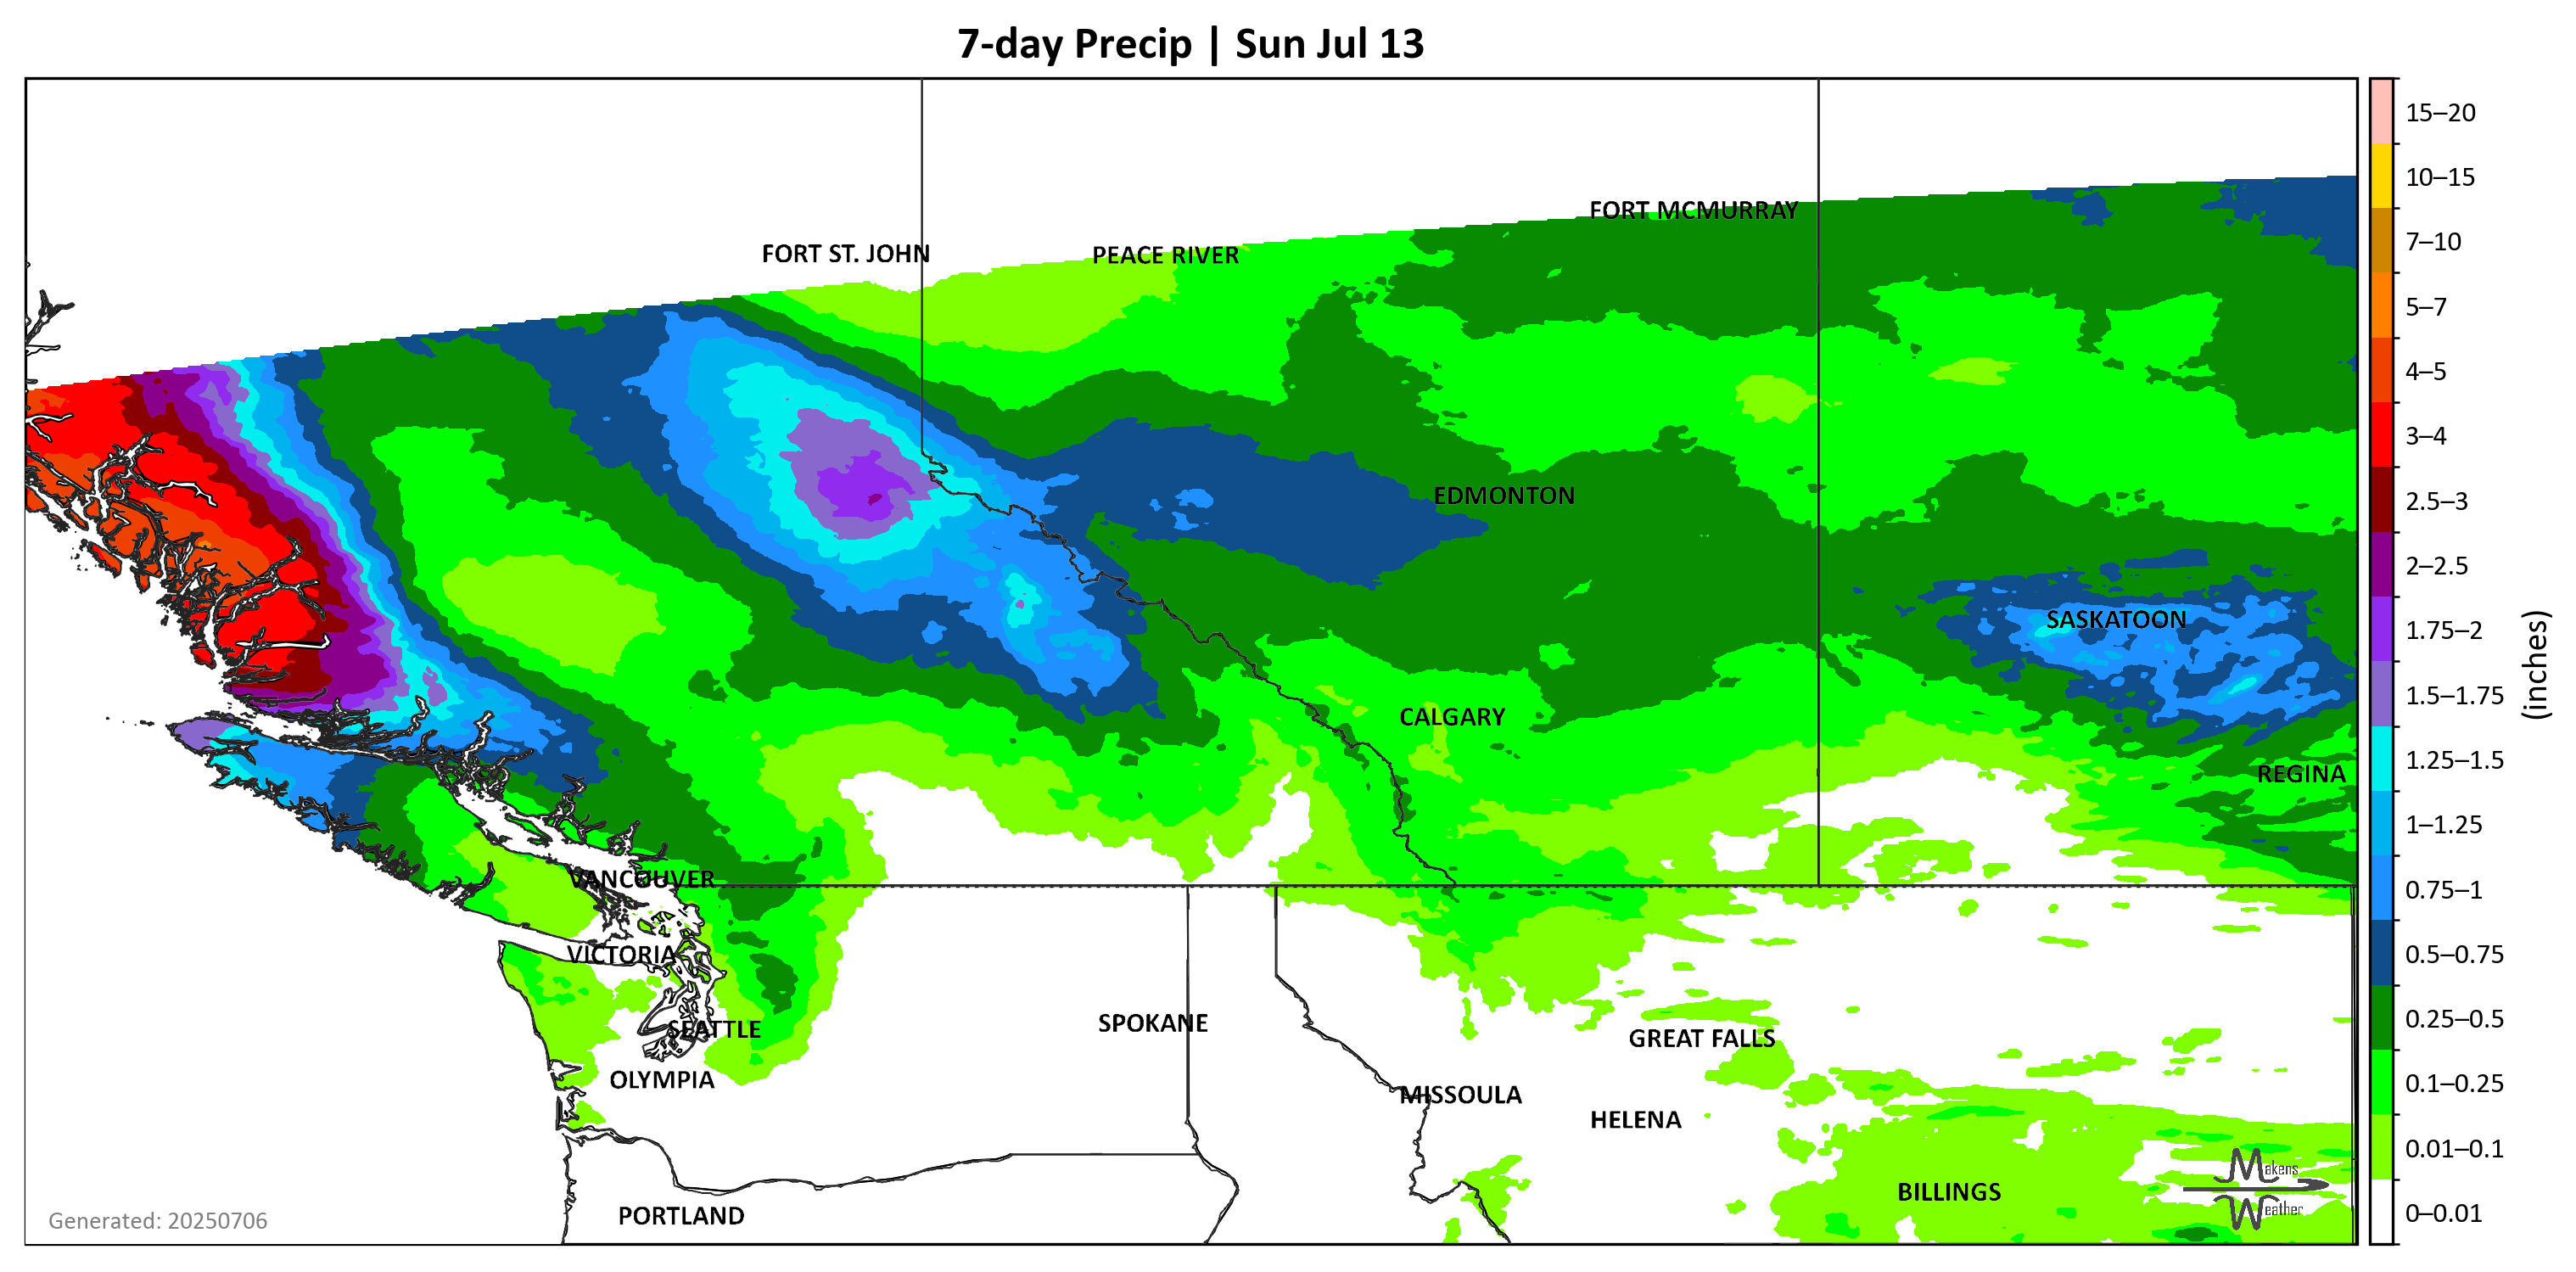 7-day Precip | Sun Jul 13
FORT MCMURRAY
FORT ST. JOHN
PEACE RIVER
EDMONTON
SASKATOON
CALGARY
REGINA
VANCOUVER
VICTORIA
SEATTLE
SPOKANE
GREAT FALLS
OLYMPIA
MISSOULA
HELENA
BILLINGS
PORTLAND
Makens
Weather
Generated: 20250706
15–20
10–15
7–10
5–7
4–5
3–4
2.5–3
2–2.5
1.75–2
1.5–1.75
1.25–1.5
1–1.25
0.75–1
0.5–0.75
0.25–0.5
0.1–0.25
0.01–0.1
0–0.01
(inches)